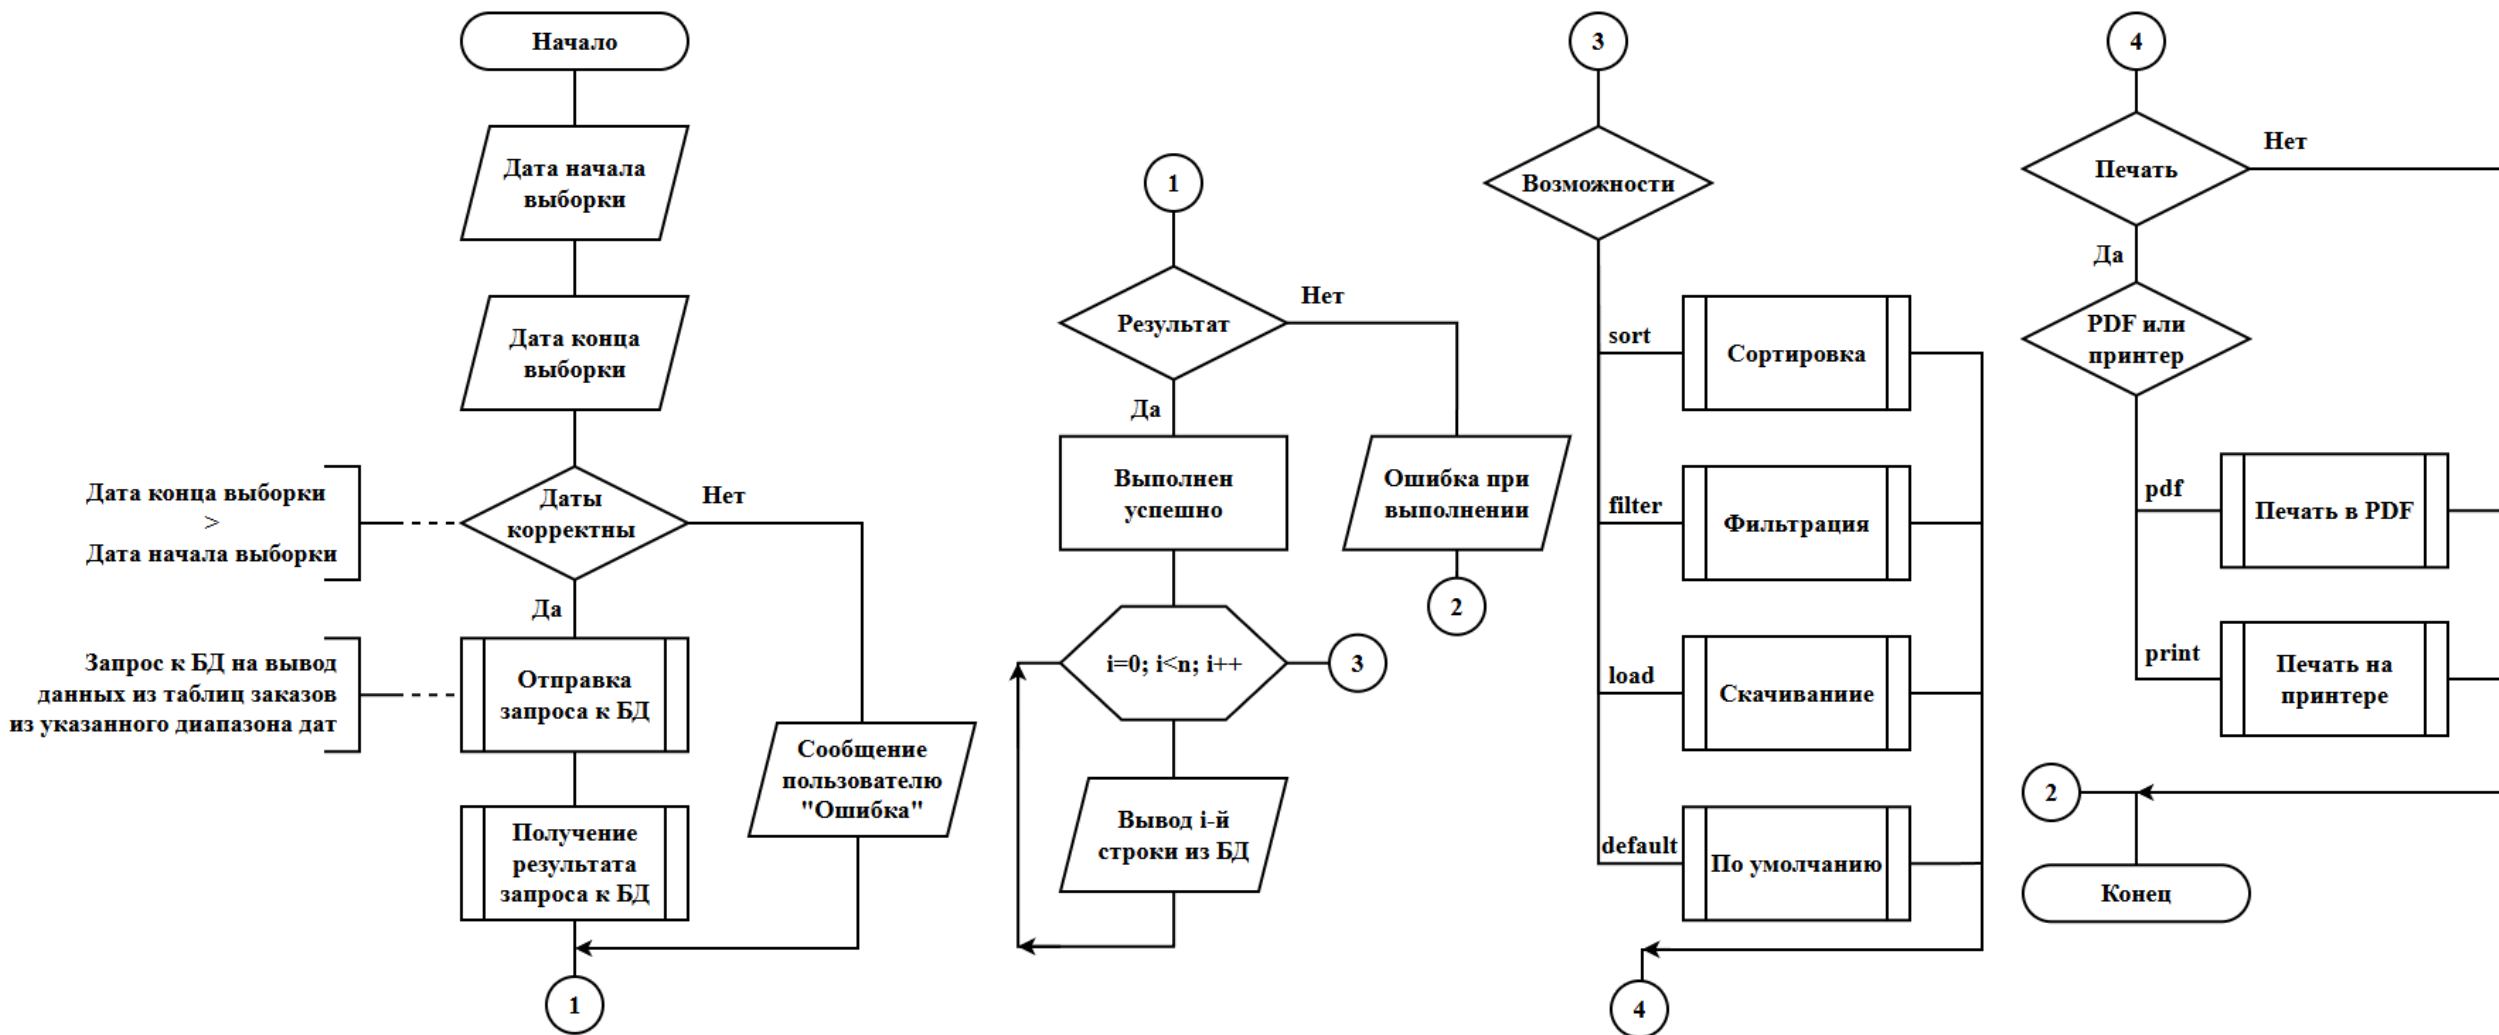 Начало
Дата начала
выборки
Дата конца
выборки
Даты
корректны
Нет
Дата конца выборки
>
Дата начала выборки
Да
Запрос к БД на вывод
данных из таблиц заказов
из указанного диапазона дат
Отправка
запроса к БД
Сообщение
пользователю
"Ошибка"
Получение
результата
запроса к БД
1
1
Результат
Нет
Да
Выполнен
успешно
Ошибка при
выполнении
2
i=0; i<n; i++
3
Вывод i-й
строки из БД
3
Возможности
sort
Сортировка
filter
Фильтрация
load
Скачиваниие
default
По умолчанию
4
4
Печать
Нет
Да
PDF или
принтер
pdf
Печать в PDF
print
Печать на
принтере
2
Конец